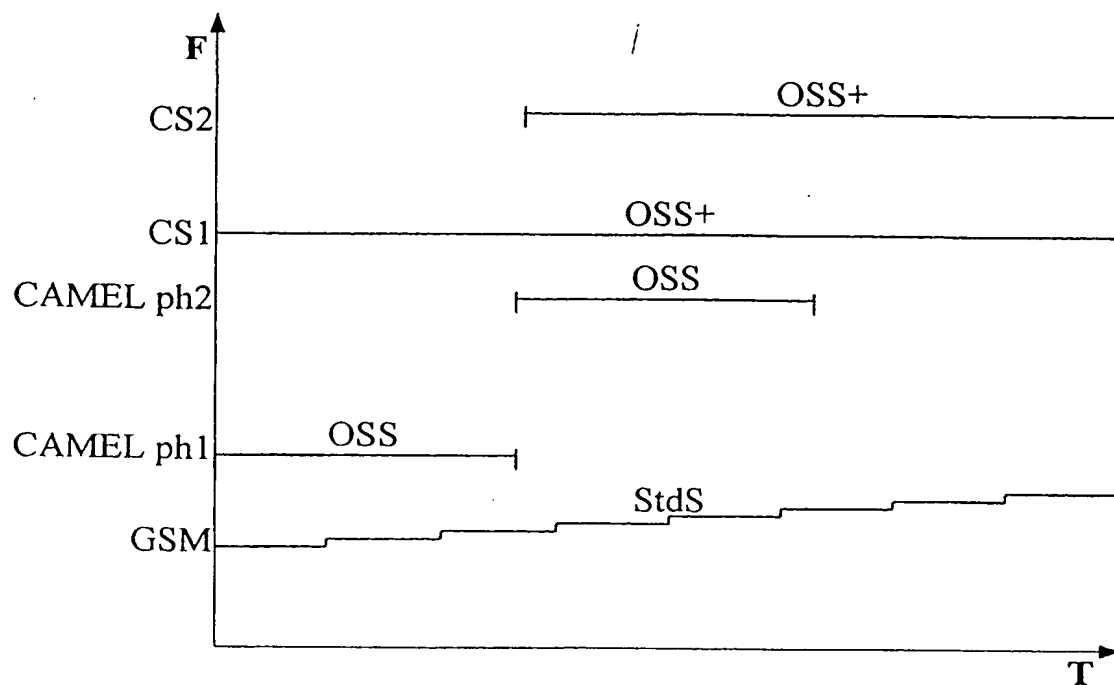 F
i
CS2
OSS+
CS1
OSS+
CAMEL ph2
OSS
CAMEL ph1
OSS
StdS
GSM
T